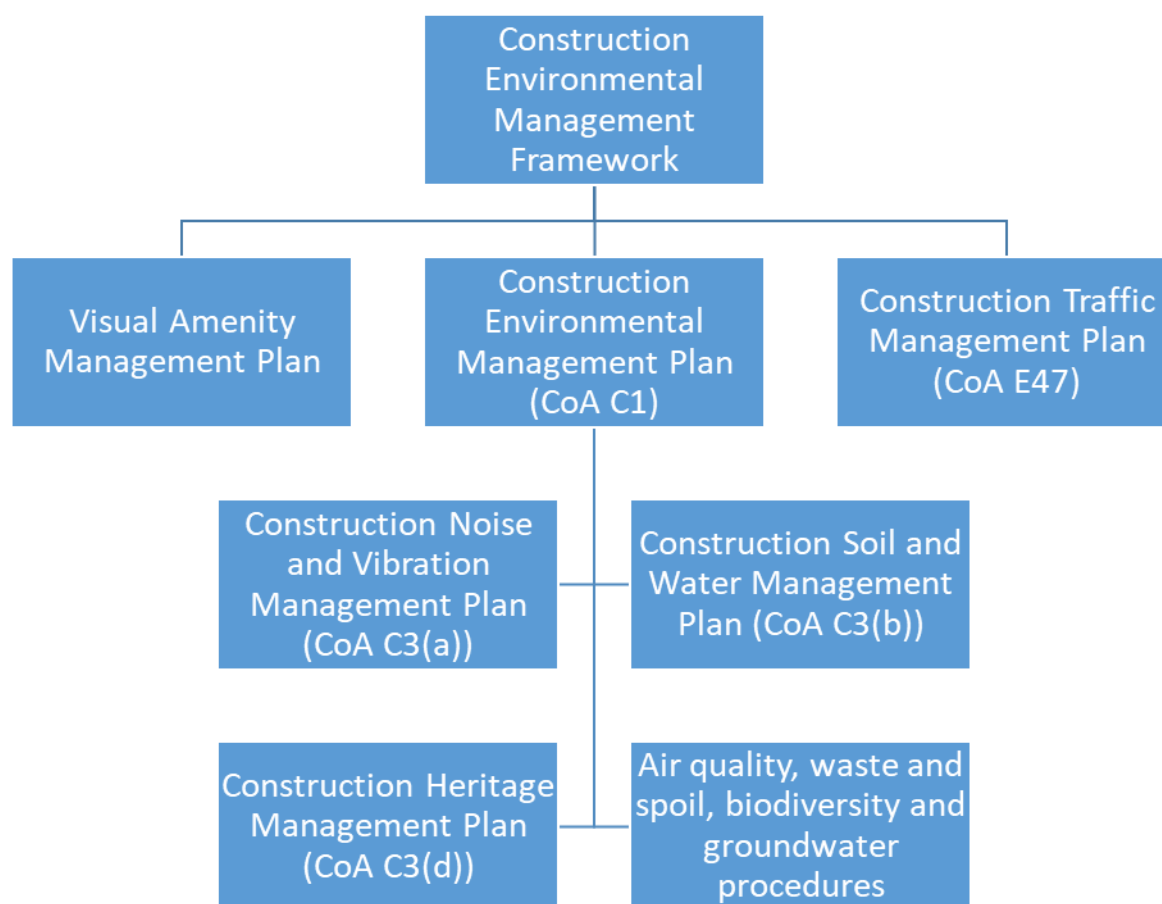 Construction
Environmental
Management
Framework
Visual Amenity
Management Plan
Construction
Environmental
Management Plan
(CoA C1)
Construction Traffic
Management Plan
(CoA E47)
Construction Noise
and Vibration
Management Plan
(CoA C3(a))
Construction Soil and
Water Management
Plan (CoA C3(b))
Construction Heritage
Management Plan
(CoA C3(d))
Air quality, waste and
spoil, biodiversity and
groundwater
procedures